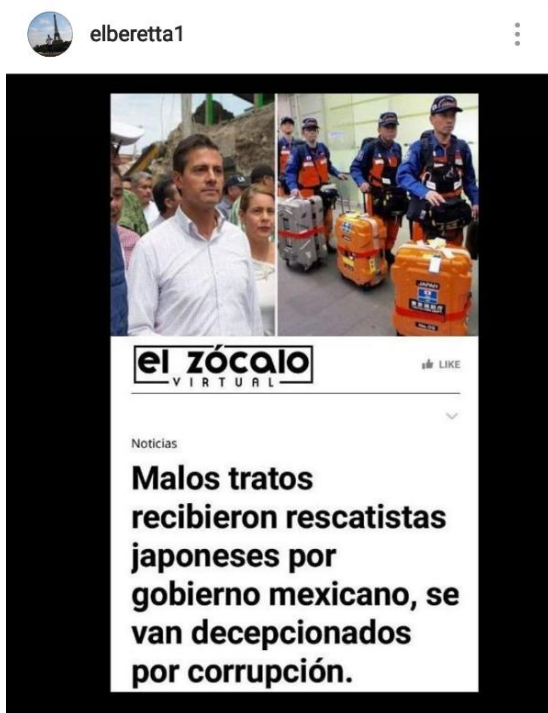 elberetta1
JAPAN
el zócalo
VIRTUAL
LIKE
Noticias
Malos tratos
recibieron rescatistas
japoneses por
gobierno mexicano, se
van decepcionados
por corrupción.